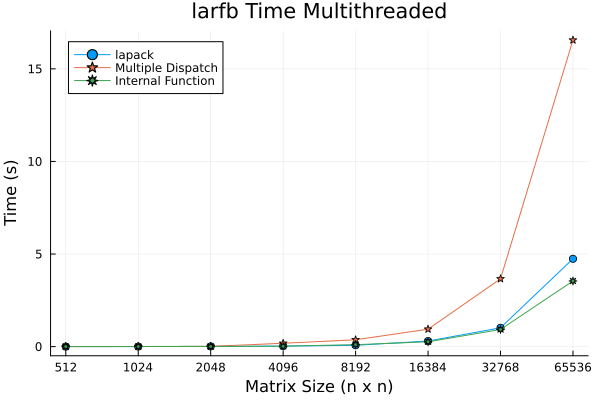 larfb Time Multithreaded
lapack
Multiple Dispatch
Internal Function
Time (s)
15
10
5
0
512 1024 2048 4096 8192 16384 32768 65536
Matrix Size (n x n)